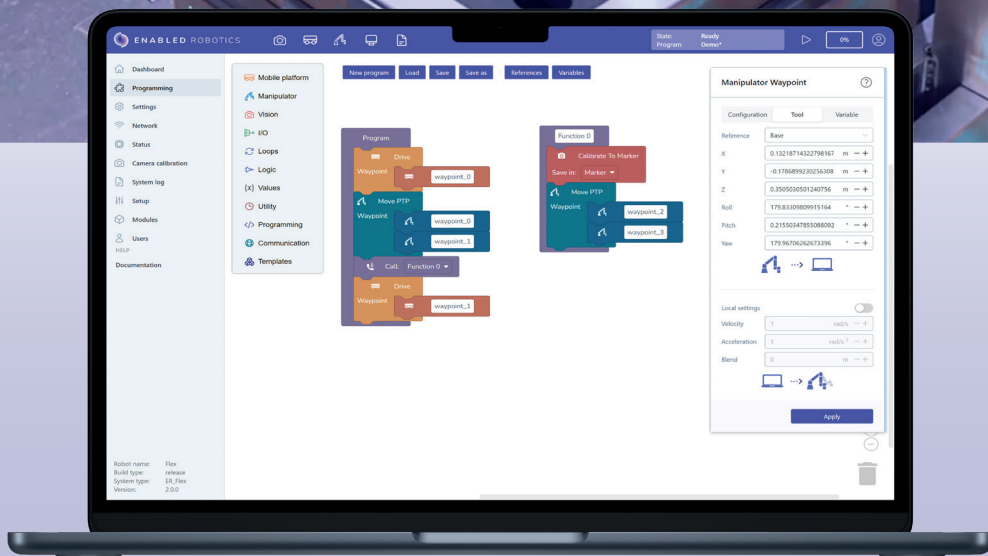 ENABLED ROBOTICS
State: Ready
Program: Demo*
0%
Dashboard
Programming
Settings
Network
Status
Camera calibration
System log
Setup
Modules
Users
HELP
Documentation
Robot name: Flex
Build type: release
System type: ER_Flex
Version: 2.0.0
Mobile platform
Manipulator
Vision
I/O
Loops
Logic
(x) Values
Utility
</> Programming
Communication
Templates
New program Load Save Save as References Variables
Program
Drive
Waypoint waypoint_0
Move PTP
Waypoint waypoint_0
waypoint_1
Call: Function 0
Drive
Waypoint waypoint_1
Function 0
Calibrate To Marker
Save in: Marker
Move PTP
Waypoint waypoint_2
waypoint_3
Manipulator Waypoint ?
Configuration Tool Variable
Reference Base
X 0.13218714322798167 m − +
Y -0.1786899230256308 m − +
Z 0.3505030501240756 m − +
Roll 179.83309809915164 ° − +
Pitch 0.21550347855088092 ° − +
Yaw 179.96706262673396 ° − +
Local settings
Velocity 1 rad/s − +
Acceleration 1 rad/s² − +
Blend 0 m − +
Apply